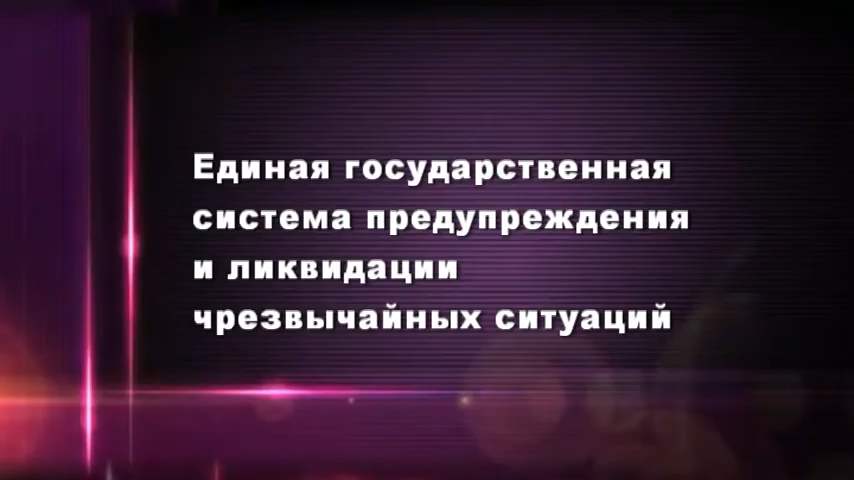 Единая государственная
система предупреждения
и ликвидации
чрезвычайных ситуаций